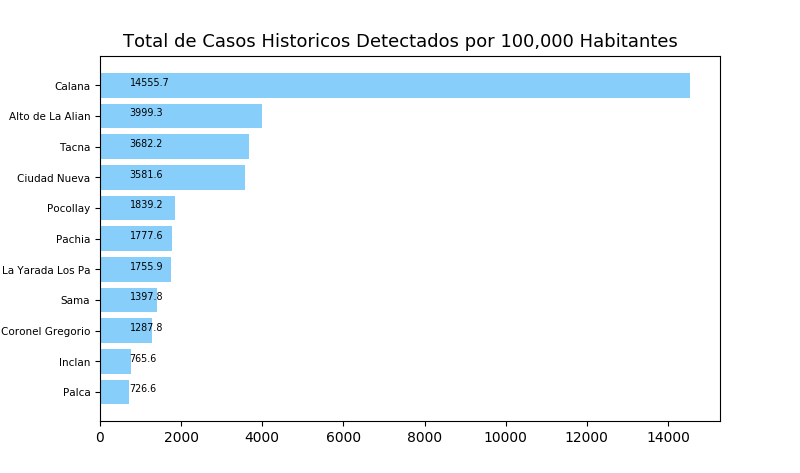 Total de Casos Historicos Detectados por 100,000 Habitantes
Calana 14555.7
Alto de La Alian 3999.3
Tacna 3682.2
Ciudad Nueva 3581.6
Pocollay 1839.2
Pachia 1777.6
La Yarada Los Pa 1755.9
Sama 1397.8
Coronel Gregorio 1287.8
Inclan 765.6
Palca 726.6
0 2000 4000 6000 8000 10000 12000 14000